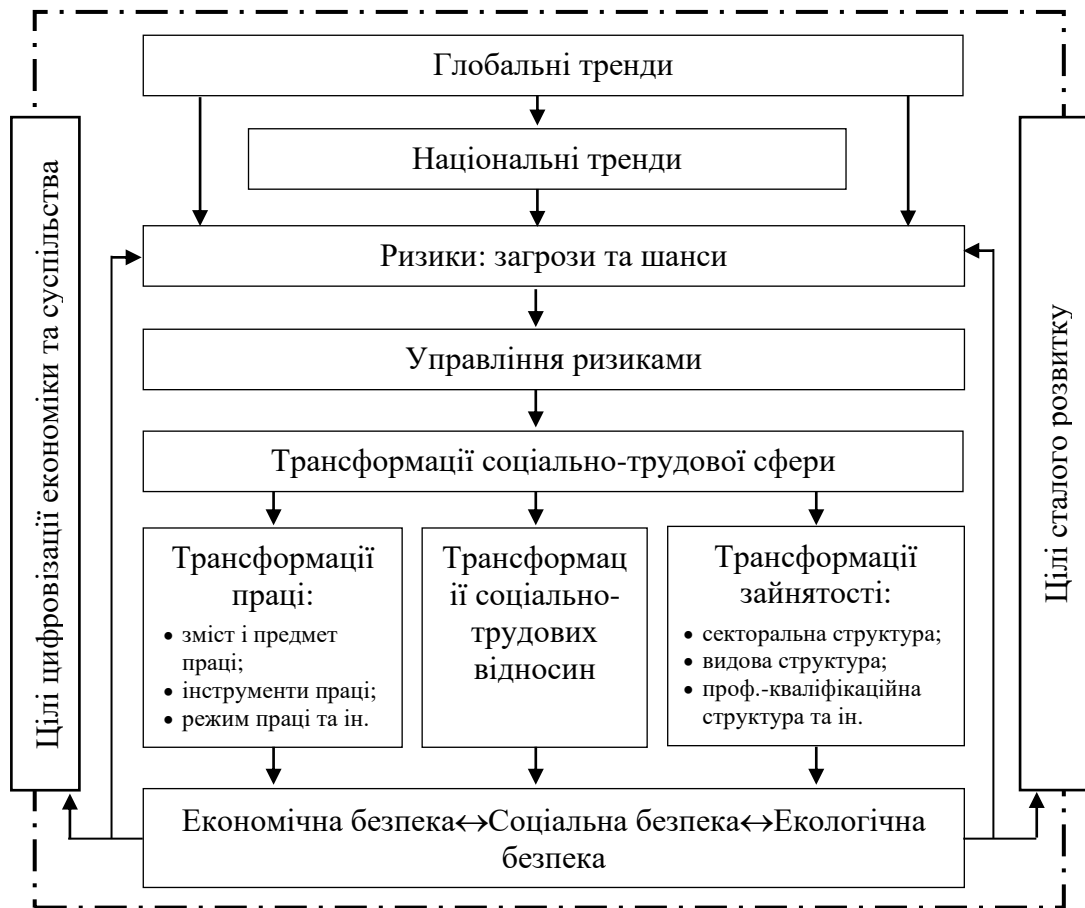 Глобальні тренди
Національні тренди
Цілі цифровізації економіки та суспільства
Цілі сталого розвитку
Ризики: загрози та шанси
Управління ризиками
Трансформації соціально-трудової сфери
Трансформації
праці:
• зміст і предмет
праці;
• інструменти праці;
• режим праці та ін.
Трансформац
ії соціально-
трудових
відносин
Трансформації
зайнятості:
• секторальна структура;
• видова структура;
• проф.-кваліфікаційна
структура та ін.
Економічна безпека↔Соціальна безпека↔Екологічна
безпека